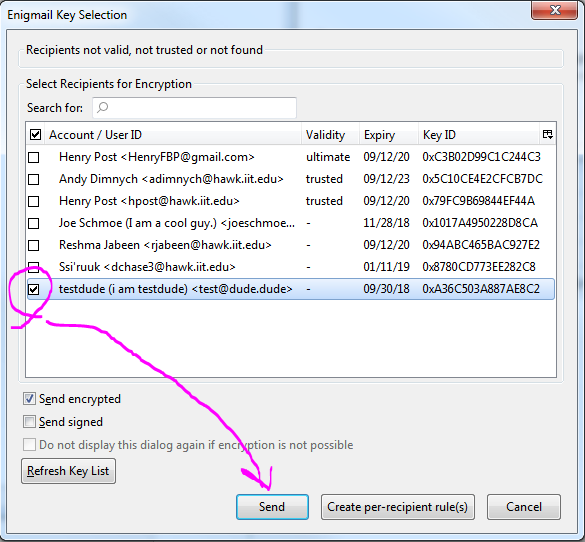 Enigmail Key Selection
Recipients not valid, not trusted or not found
Select Recipients for Encryption
Search for:
Account / User ID Validity Expiry Key ID
Henry Post <HenryFBP@gmail.com> ultimate 09/12/20 0xC3B02D99C1C244C3
Andy Dimnych <adimnych@hawk.iit.edu> trusted 09/12/23 0x5C10CE4E2CFCB7DC
Henry Post <hpost@hawk.iit.edu> trusted 09/12/20 0x79FC9B69844EF44A
Joe Schmoe (I am a cool guy.) <joeschmoe... - 11/28/18 0x1017A4950228D8CA
Reshma Jabeen <rjabeen@hawk.iit.edu> - 09/12/20 0x94ABC465BAC927E2
Ssi'ruuk <dchase3@hawk.iit.edu> - 01/11/19 0x8780CD773EE282C8
testdude (i am testdude) <test@dude.dude> - 09/30/18 0xA36C503A887AE8C2
Send encrypted
Send signed
Do not display this dialog again if encryption is not possible
Refresh Key List
Send Create per-recipient rule(s) Cancel